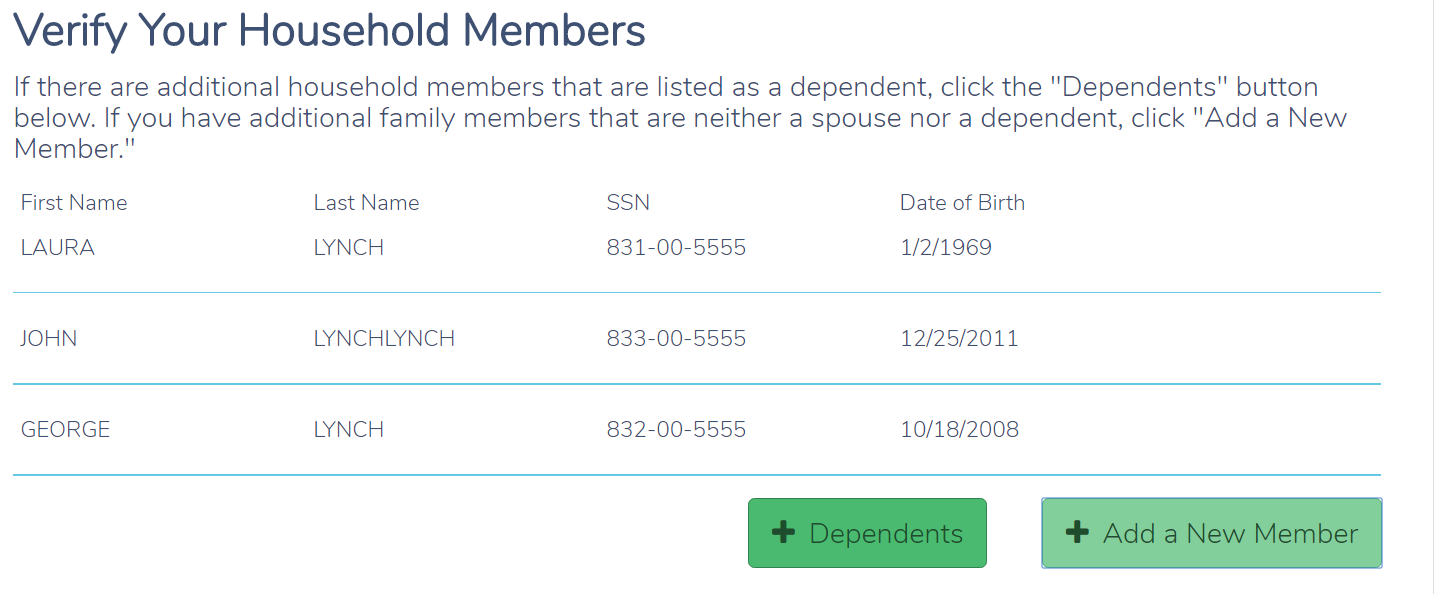 Verify Your Household Members
If there are additional household members that are listed as a dependent, click the "Dependents" button
below. If you have additional family members that are neither a spouse nor a dependent, click "Add a New
Member."
First Name Last Name SSN Date of Birth
LAURA LYNCH 831-00-5555 1/2/1969
JOHN LYNCHLYNCH 833-00-5555 12/25/2011
GEORGE LYNCH 832-00-5555 10/18/2008
+ Dependents + Add a New Member